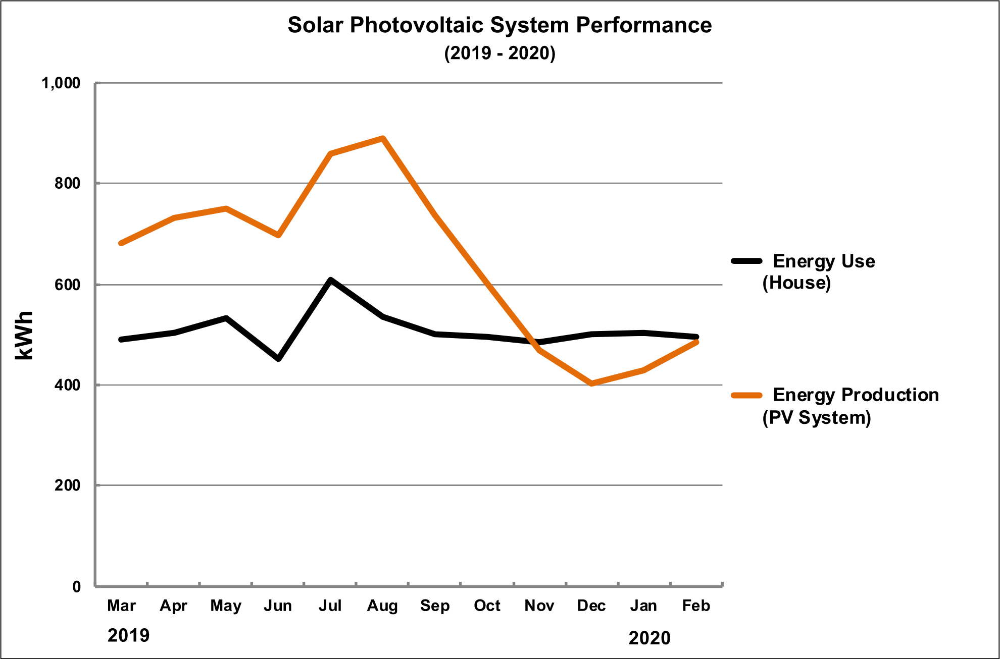 Solar Photovoltaic System Performance
(2019 - 2020)
1,000
800
600
400
200
0
kWh
Mar Apr May Jun Jul Aug Sep Oct Nov Dec Jan Feb
2019 2020
Energy Use
(House)
Energy Production
(PV System)